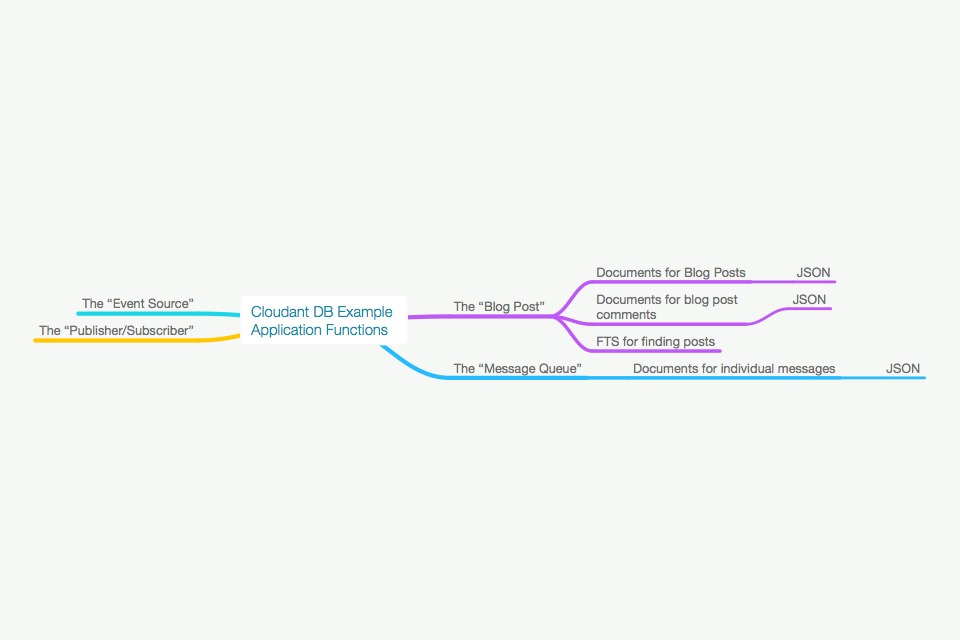 The “Event Source”
The “Publisher/Subscriber”
Cloudant DB Example
Application Functions
The “Blog Post”
Documents for Blog Posts
JSON
Documents for blog post
comments
JSON
FTS for finding posts
The “Message Queue”
Documents for individual messages
JSON